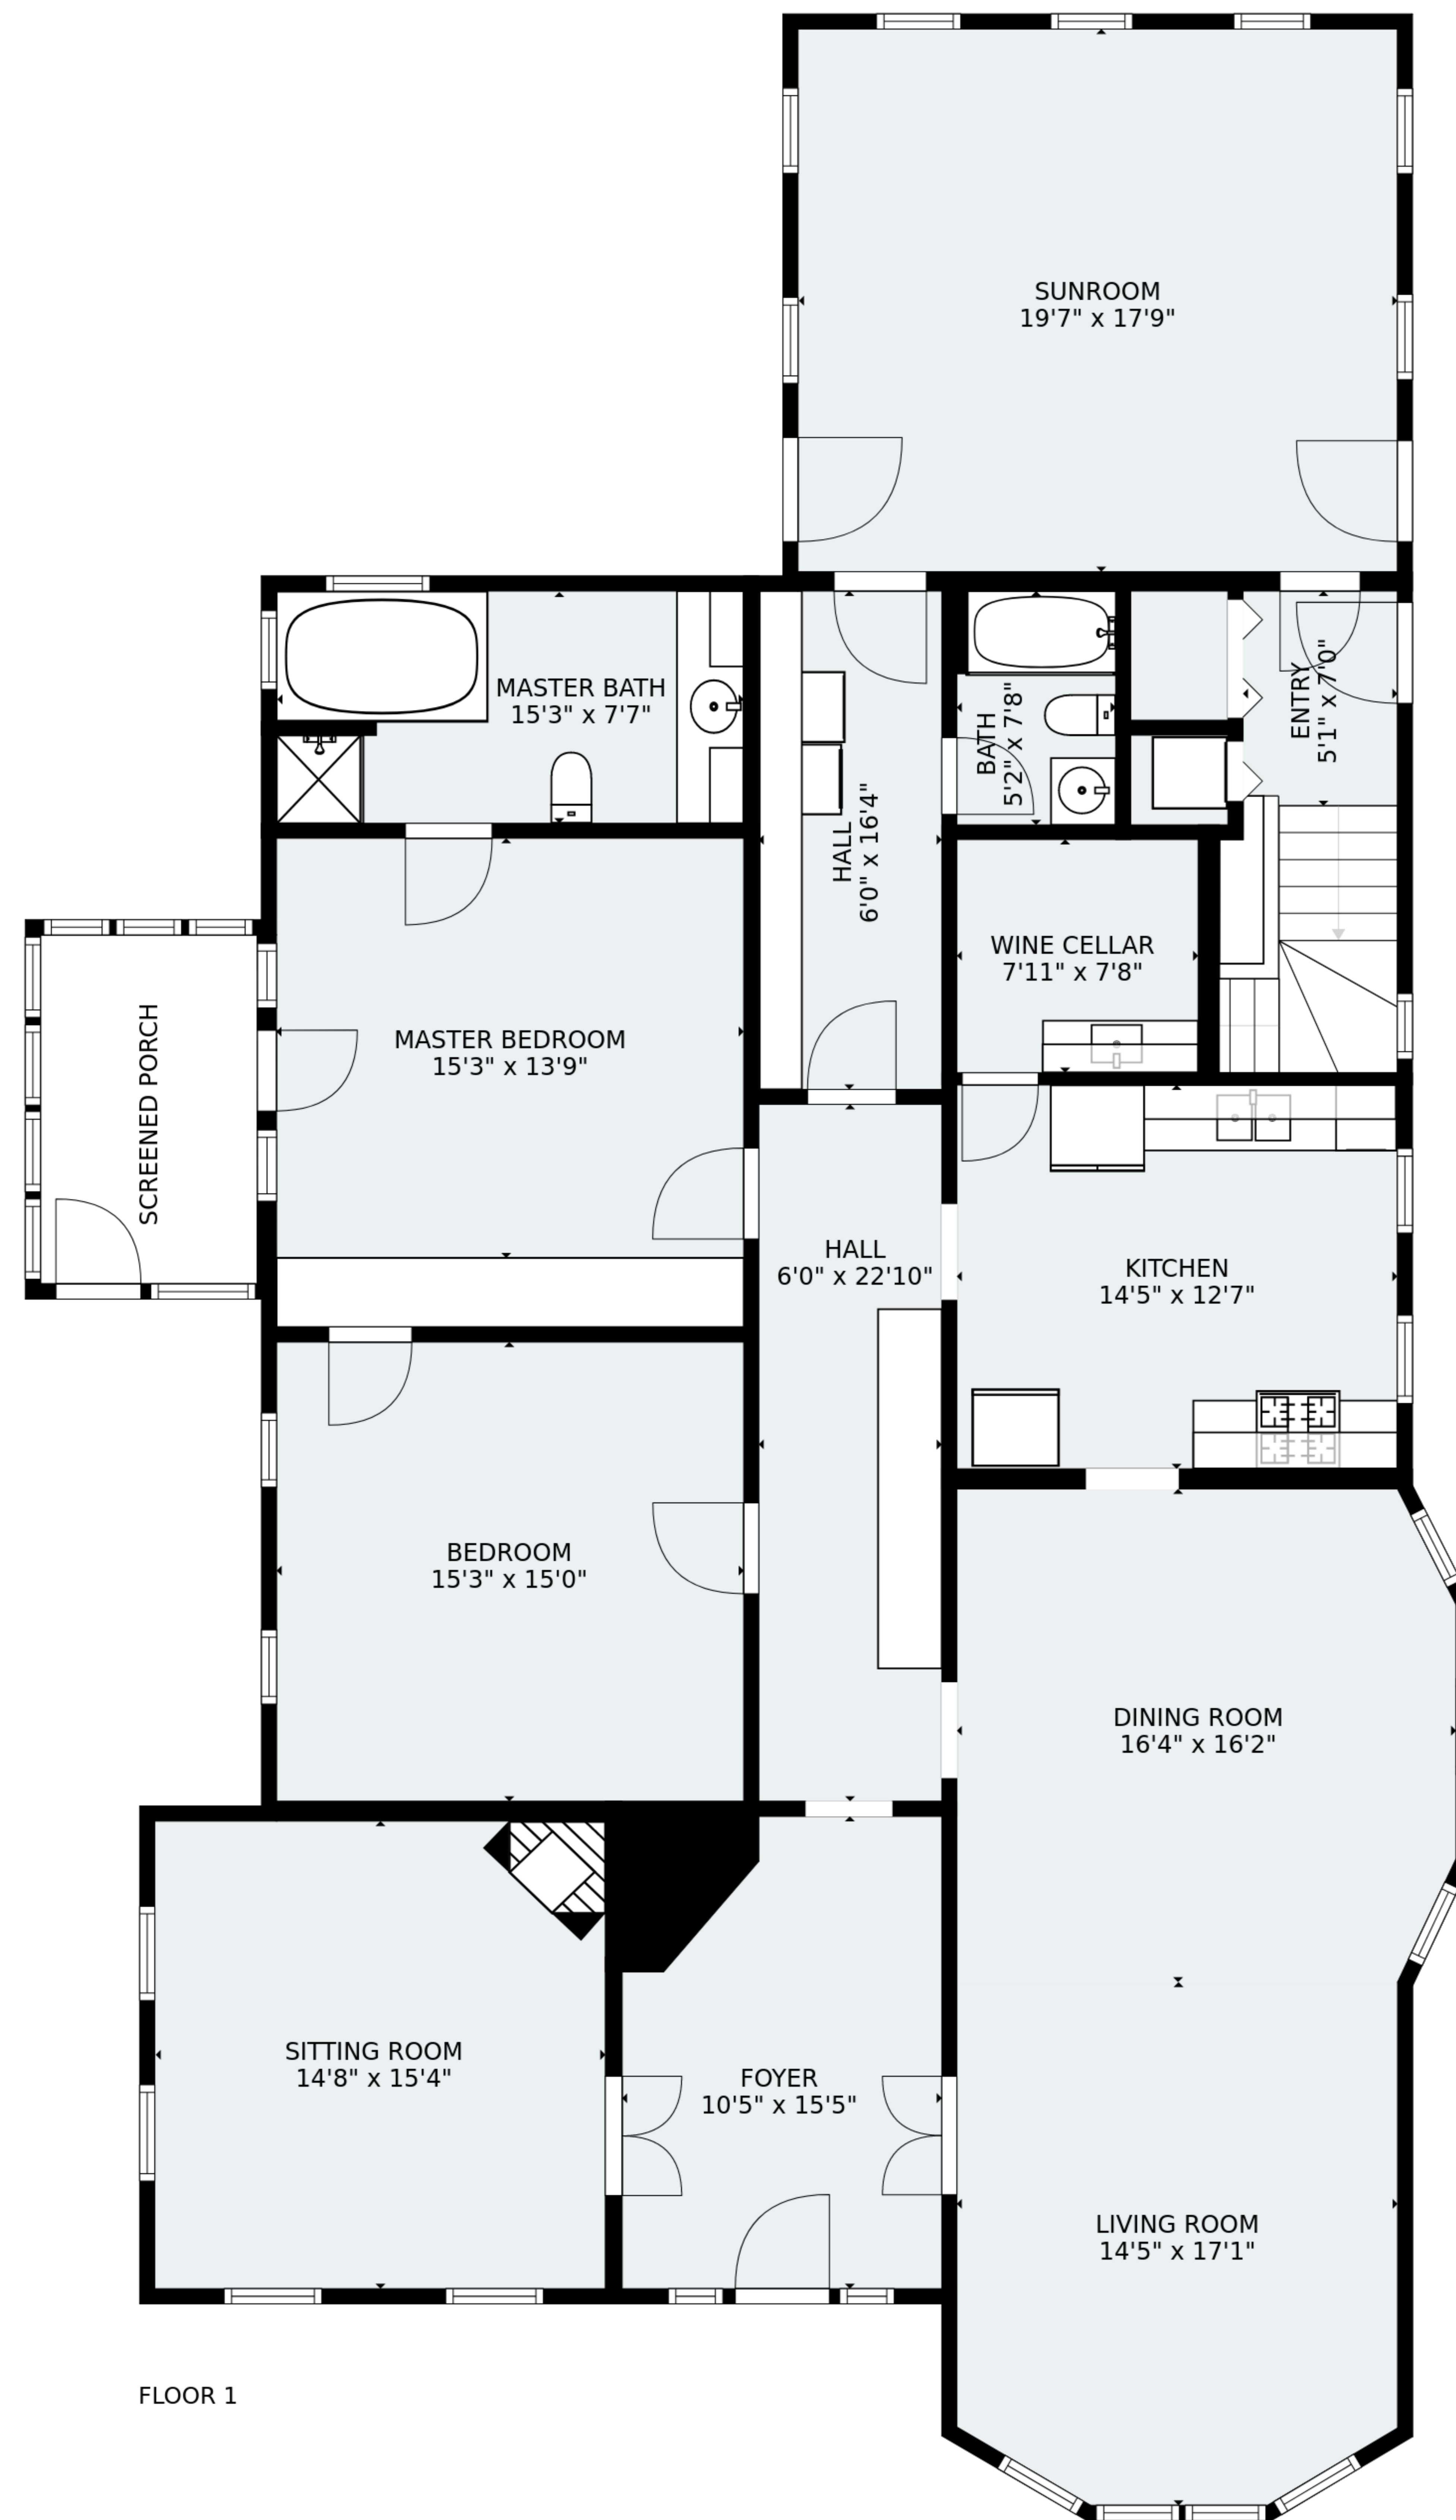 SUNROOM
19'7" x 17'9"
MASTER BATH
15'3" x 7'7"
BATH
5'2" x 7'8"
ENTRY
5'1" x 7'0"
HALL
6'0" x 16'4"
WINE CELLAR
7'11" x 7'8"
MASTER BEDROOM
15'3" x 13'9"
SCREENED PORCH
HALL
6'0" x 22'10"
KITCHEN
14'5" x 12'7"
BEDROOM
15'3" x 15'0"
DINING ROOM
16'4" x 16'2"
SITTING ROOM
14'8" x 15'4"
FOYER
10'5" x 15'5"
LIVING ROOM
14'5" x 17'1"
FLOOR 1